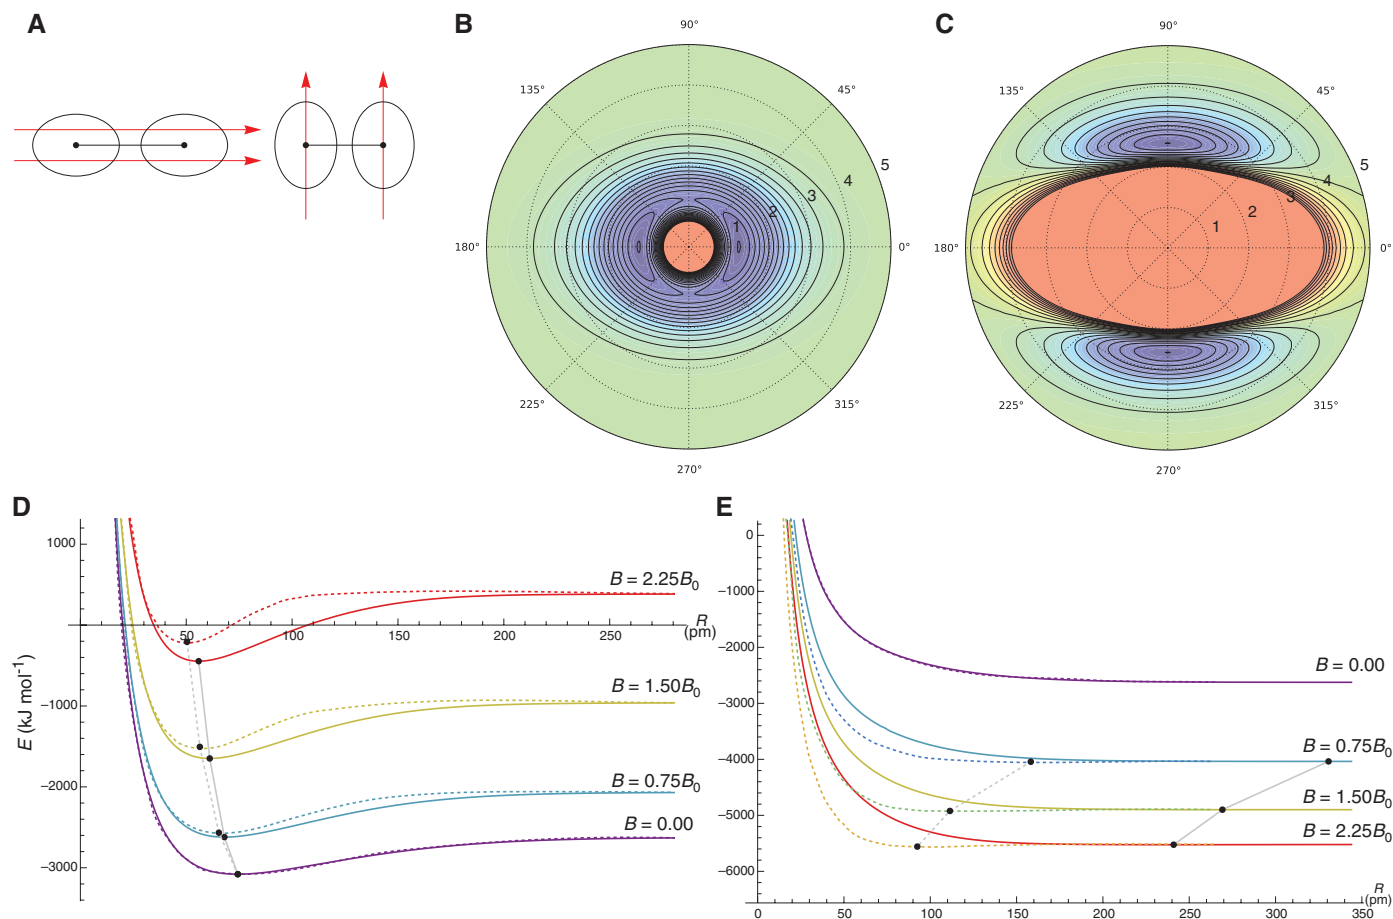 A
B
C
90°
135°
45°
180°
0°
225°
315°
270°
1
2
3
4
5
90°
135°
45°
180°
0°
225°
315°
270°
1
2
3
4
5
D
E (kJ mol⁻¹)
1000
−1000
−2000
−3000
50
100
150
200
250
R
(pm)
B = 2.25B₀
B = 1.50B₀
B = 0.75B₀
B = 0.00
E
0
−1000
−2000
−3000
−4000
−5000
−6000
B = 0.00
B = 0.75B₀
B = 1.50B₀
B = 2.25B₀
0
50
100
150
200
250
300
350
R
(pm)